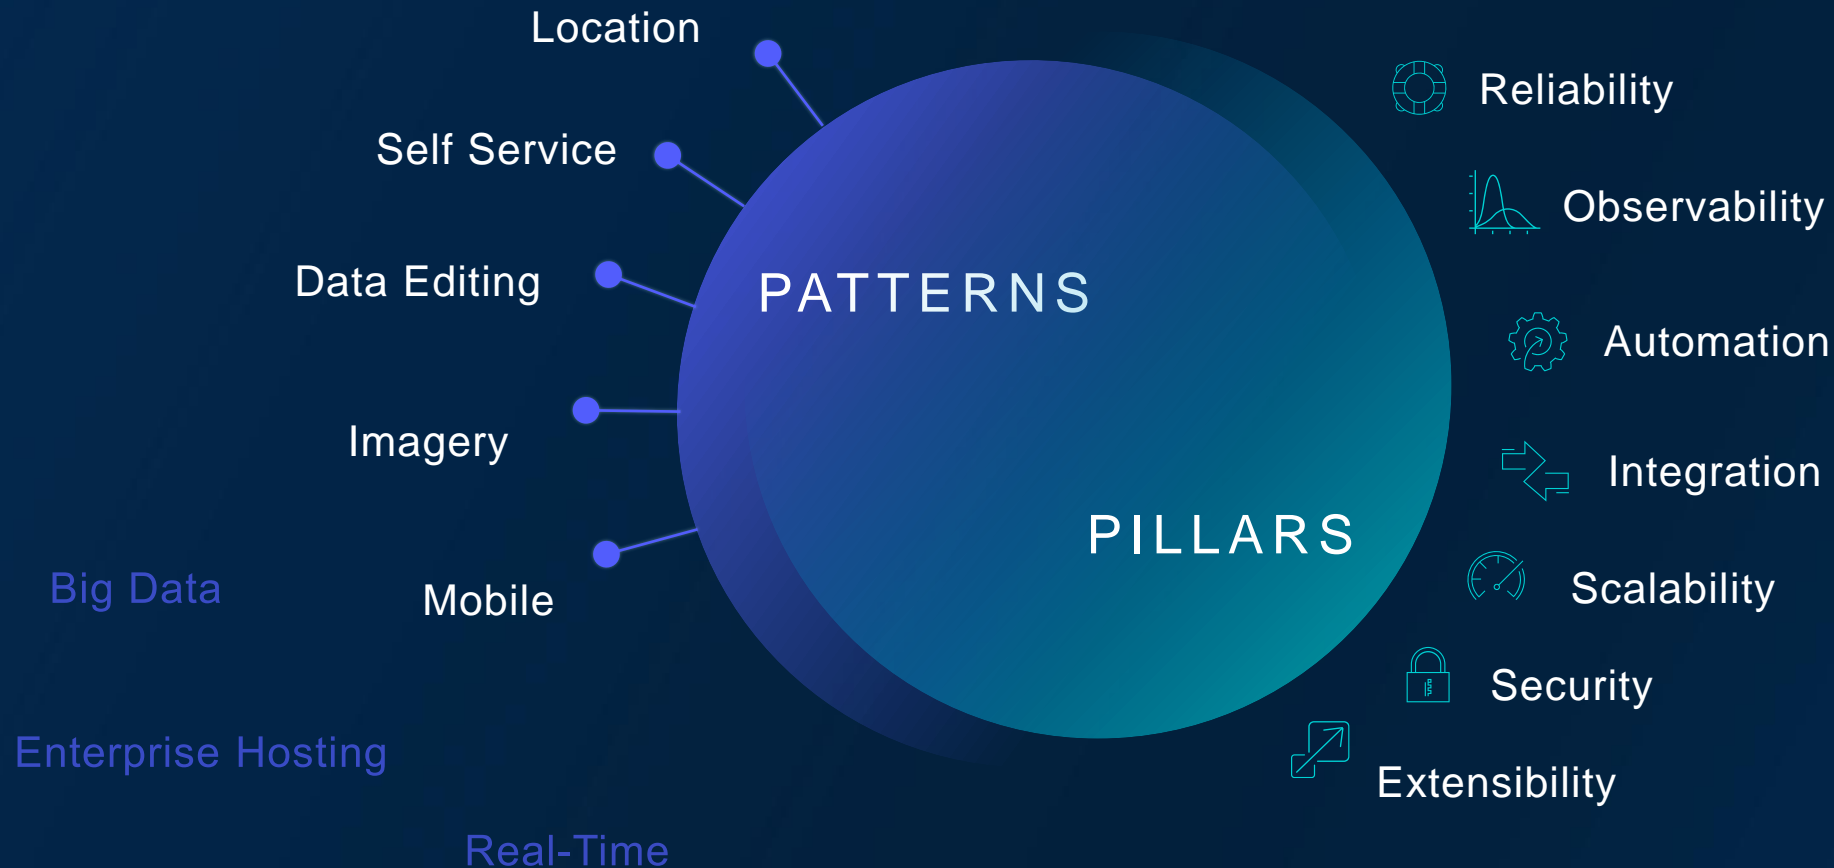 Location
Self Service
Data Editing
Imagery
Mobile
Big Data
Enterprise Hosting
Real-Time
PATTERNS
PILLARS
Reliability
Observability
Automation
Integration
Scalability
Security
Extensibility